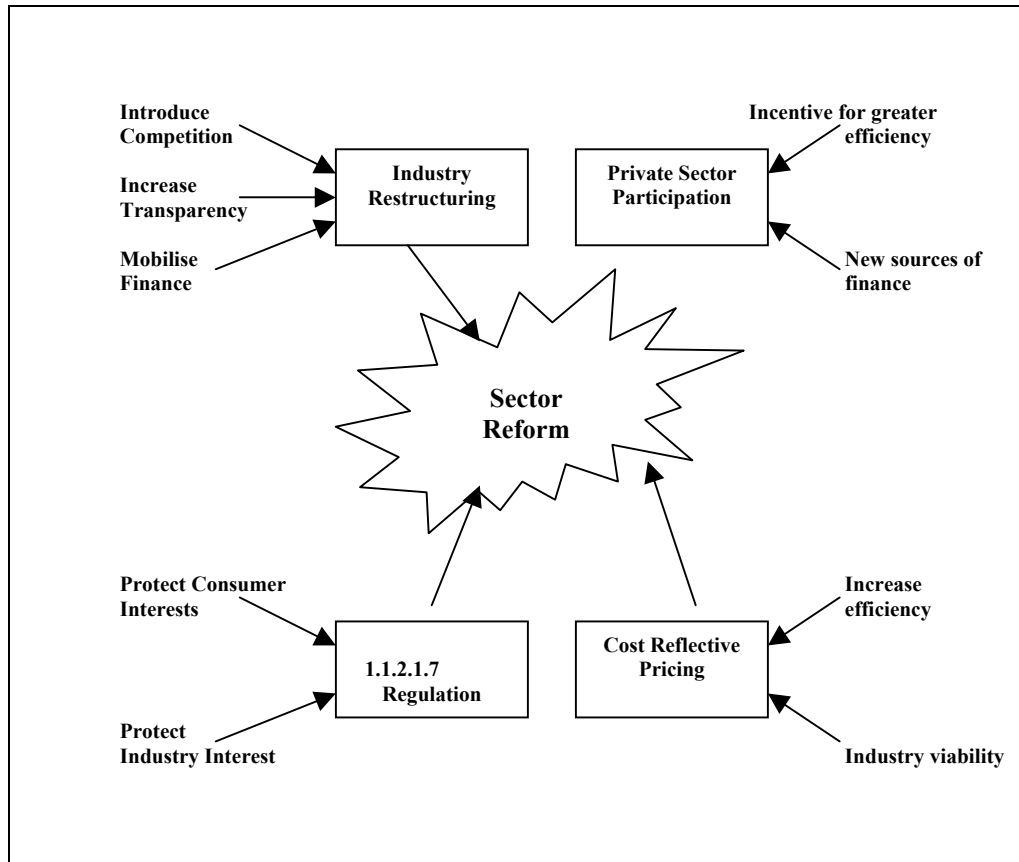 Introduce
Competition
Increase
Transparency
Mobilise
Finance
Industry
Restructuring
Private Sector
Participation
Incentive for greater
efficiency
New sources of
finance
Sector
Reform
Protect Consumer
Interests
Protect
Industry Interest
1.1.2.1.7
Regulation
Cost Reflective
Pricing
Increase
efficiency
Industry viability